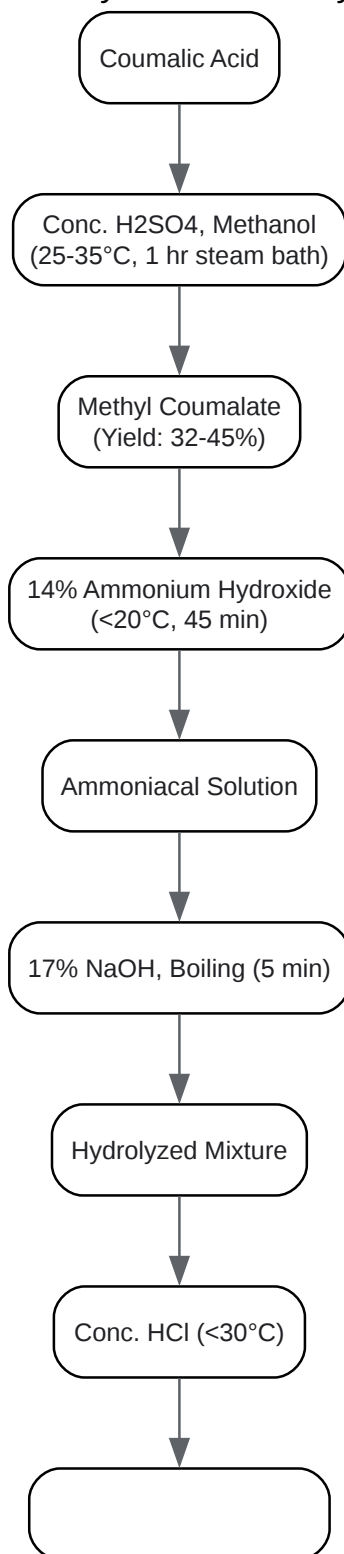 Coumalic Acid
Conc. H2SO4, Methanol
(25-35°C, 1 hr steam bath)
Methyl Coumalate
(Yield: 32-45%)
14% Ammonium Hydroxide
(<20°C, 45 min)
Ammoniacal Solution
17% NaOH, Boiling (5 min)
Hydrolyzed Mixture
Conc. HCl (<30°C)